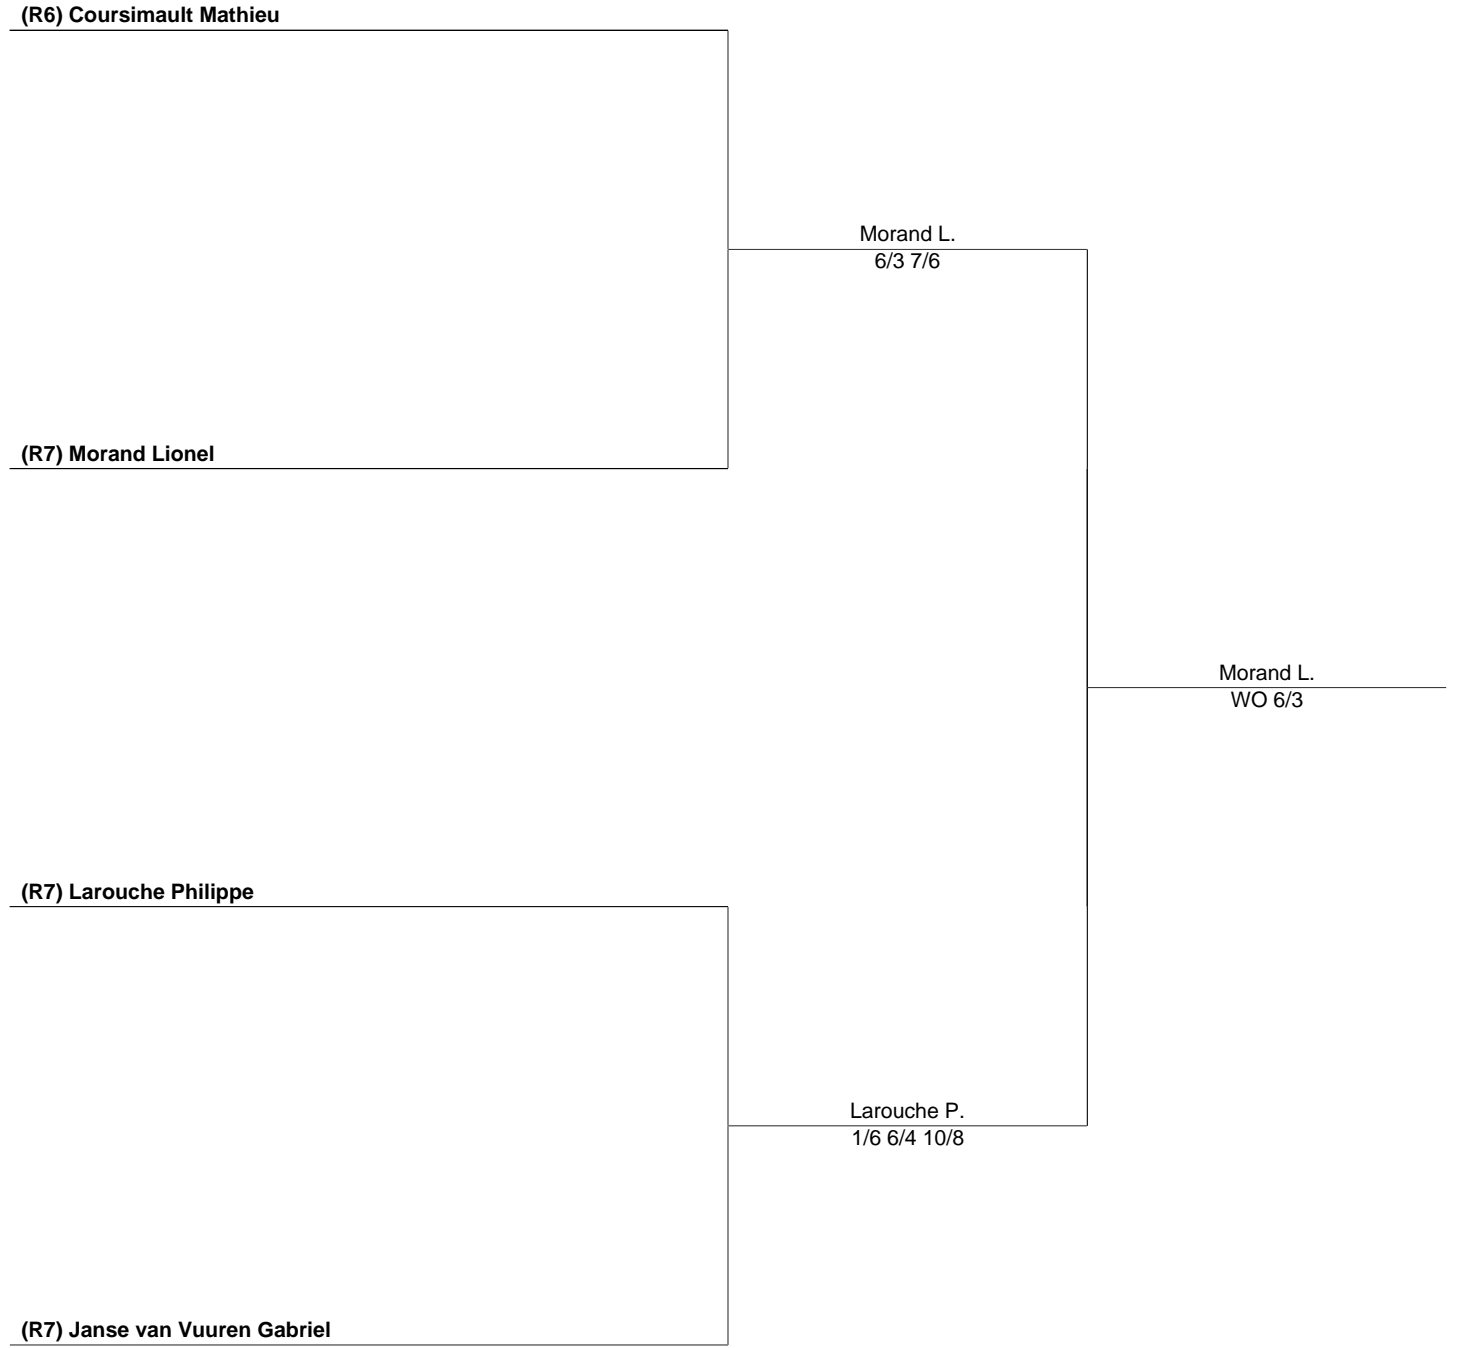 (R6) Coursimault Mathieu
Morand L.
6/3 7/6
(R7) Morand Lionel
Morand L.
WO 6/3
(R7) Larouche Philippe
Larouche P.
1/6 6/4 10/8
(R7) Janse van Vuuren Gabriel